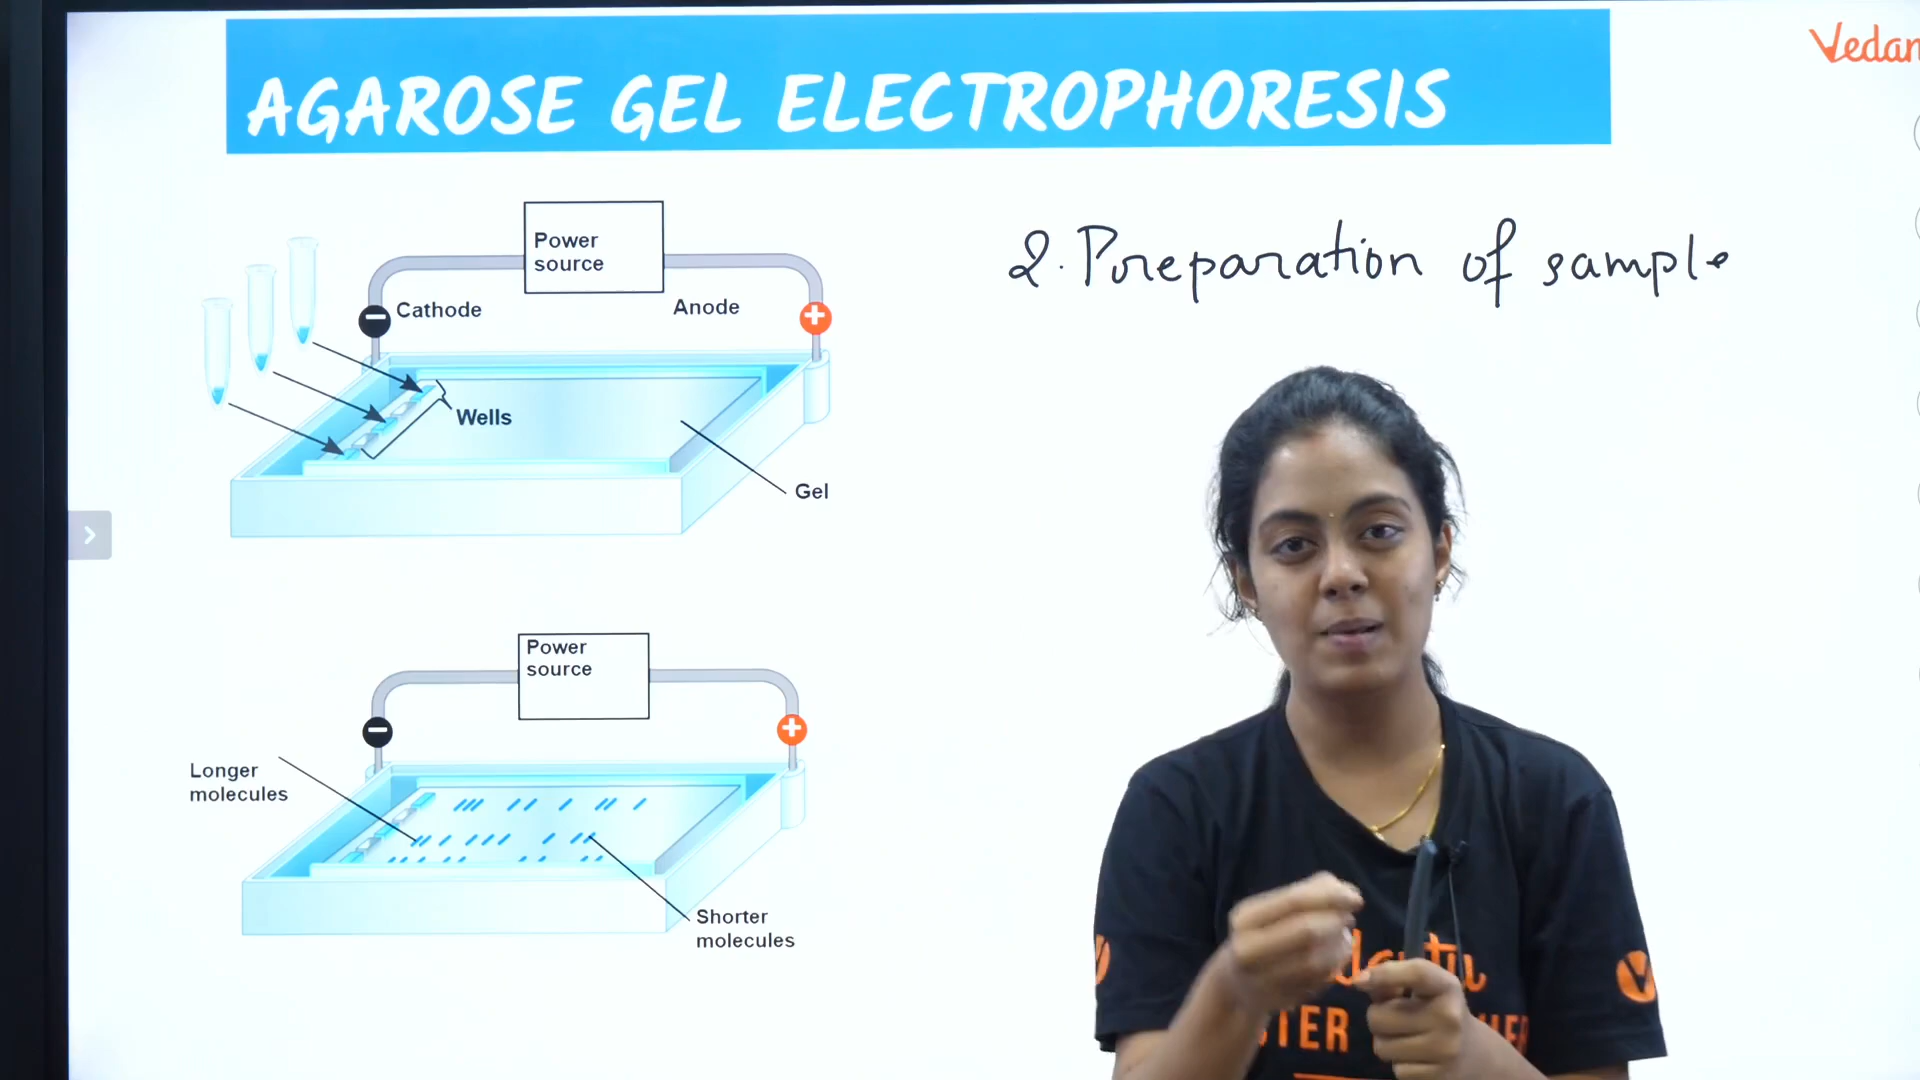 AGAROSE GEL ELECTROPHORESIS
Vedan
2. Preparation of sample
Power
source
Cathode
Anode
Wells
Gel
Power
source
Longer
molecules
Shorter
molecules